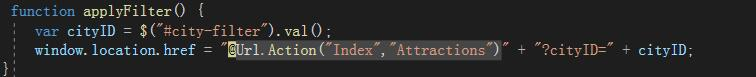 function applyFilter() {
var cityID = $("#city-filter").val();
window.location.href = "@Url.Action("Index","Attractions")" + "?cityID=" + cityID;
}